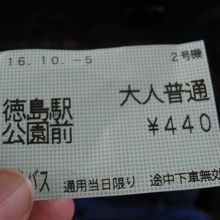 16.10.-5 2号機
徳島駅 大人普通
公園前 ¥440
バス 通用当日限り 途中下車無効